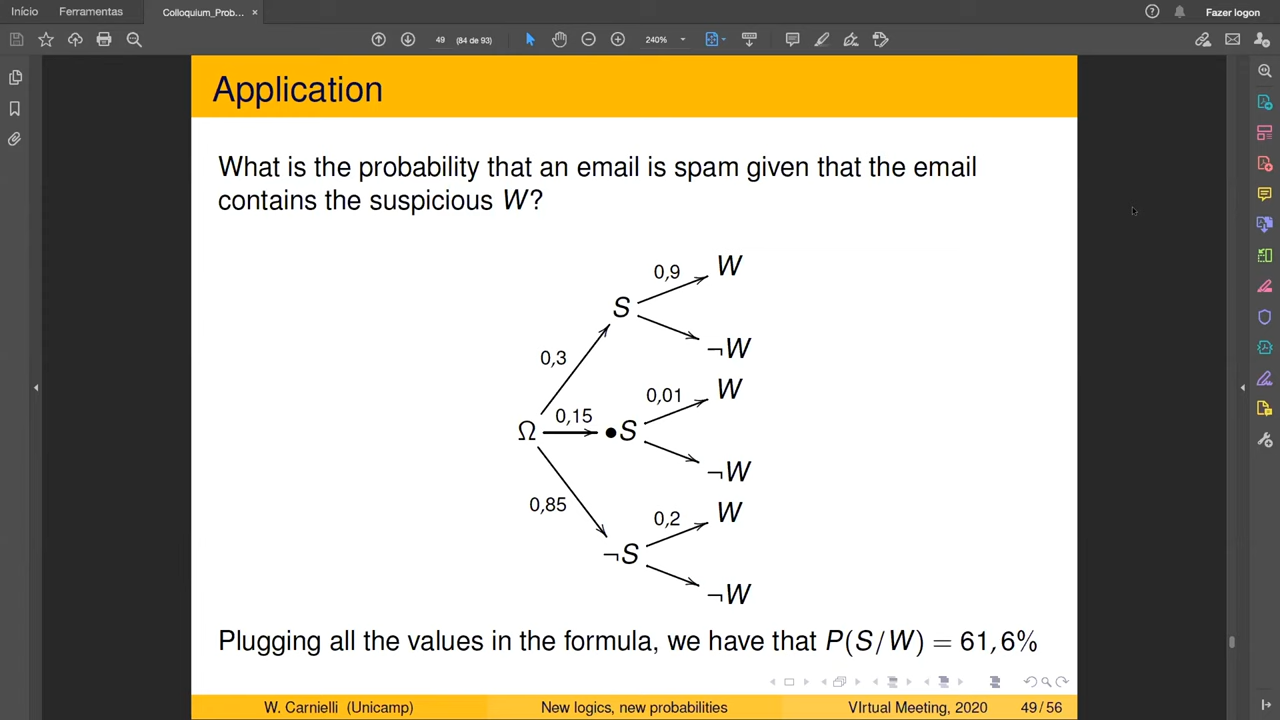 Início Ferramentas Colloquium_Prob... × Fazer logon
49 (84 de 93) 240%
Application
What is the probability that an email is spam given that the email
contains the suspicious W?
0,9 W
S
¬W
0,3
0,01 W
Ω 0,15 •S
¬W
0,85
0,2 W
¬S
¬W
Plugging all the values in the formula, we have that P(S/W) = 61,6%
W. Carnielli (Unicamp) New logics, new probabilities VIrtual Meeting, 2020 49 / 56